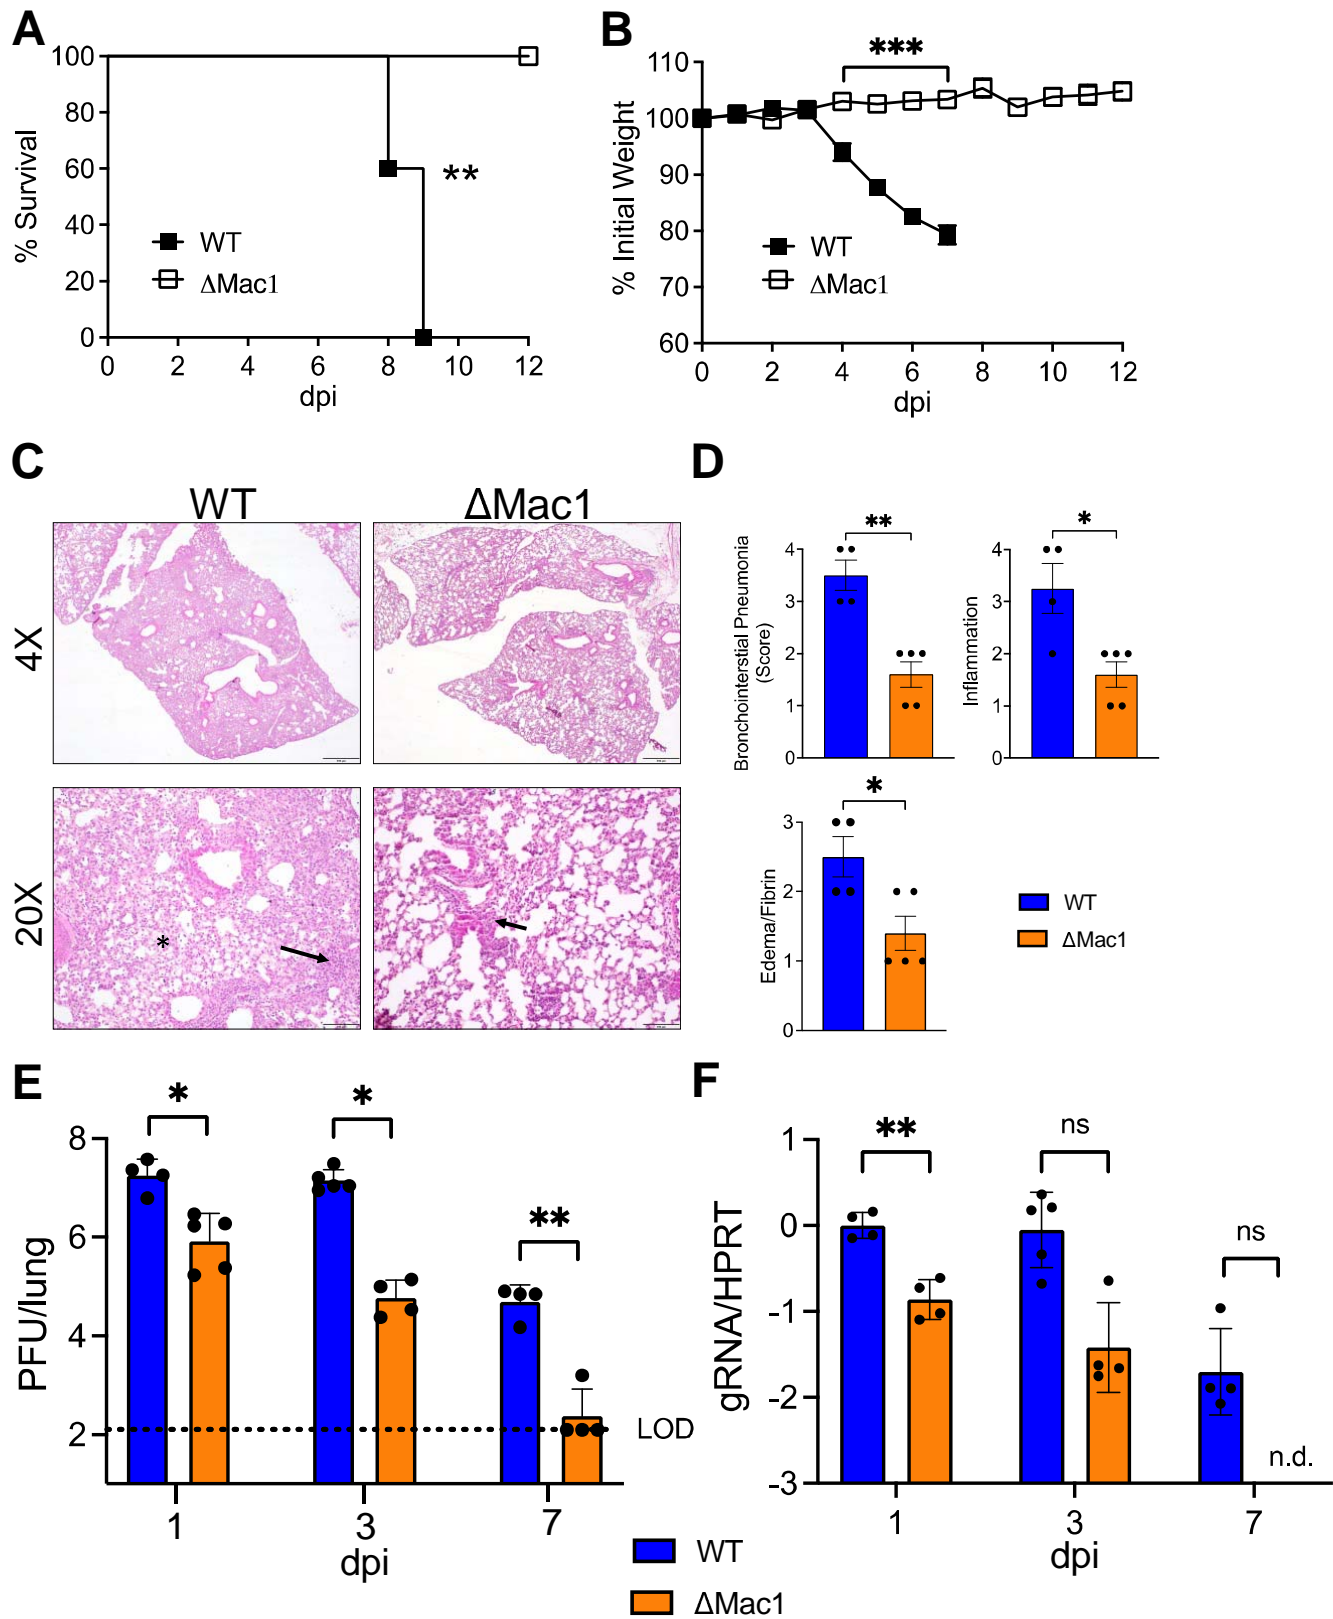 A
100
80
60
40
20
0
% Survival
**
WT
ΔMac1
0 2 4 6 8 10 12
dpi
B
***
110
100
90
80
70
60
% Initial Weight
WT
ΔMac1
0 2 4 6 8 10 12
dpi
C
WT ΔMac1
4X
20X
*
D
**
4
3
2
1
0
Bronchointerstial Pneumonia
(Score)
*
4
3
2
1
0
Inflammation
*
3
2
1
0
Edema/Fibrin
WT
ΔMac1
E
* * **
8
6
4
2
PFU/lung
LOD
1 3 7
dpi
F
** ns ns
1
0
-1
-2
-3
gRNA/HPRT
n.d.
1 3 7
dpi
WT
ΔMac1